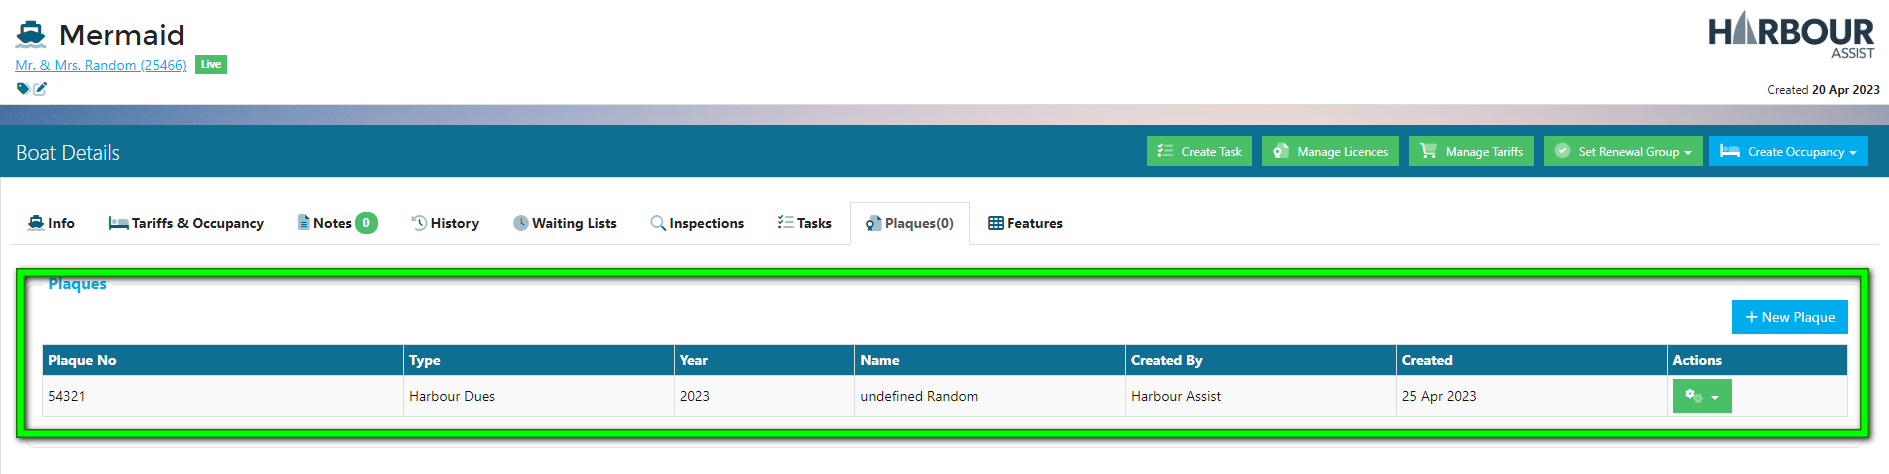 Mermaid
HARBOUR
ASSIST
Mr. & Mrs. Random (25466) Live
Created 20 Apr 2023
Boat Details
Create Task
Manage Licences
Manage Tariffs
Set Renewal Group
Create Occupancy
Info
Tariffs & Occupancy
Notes 0
History
Waiting Lists
Inspections
Tasks
Plaques(0)
Features
Plaques
+ New Plaque
Plaque No Type Year Name Created By Created Actions
54321 Harbour Dues 2023 undefined Random Harbour Assist 25 Apr 2023